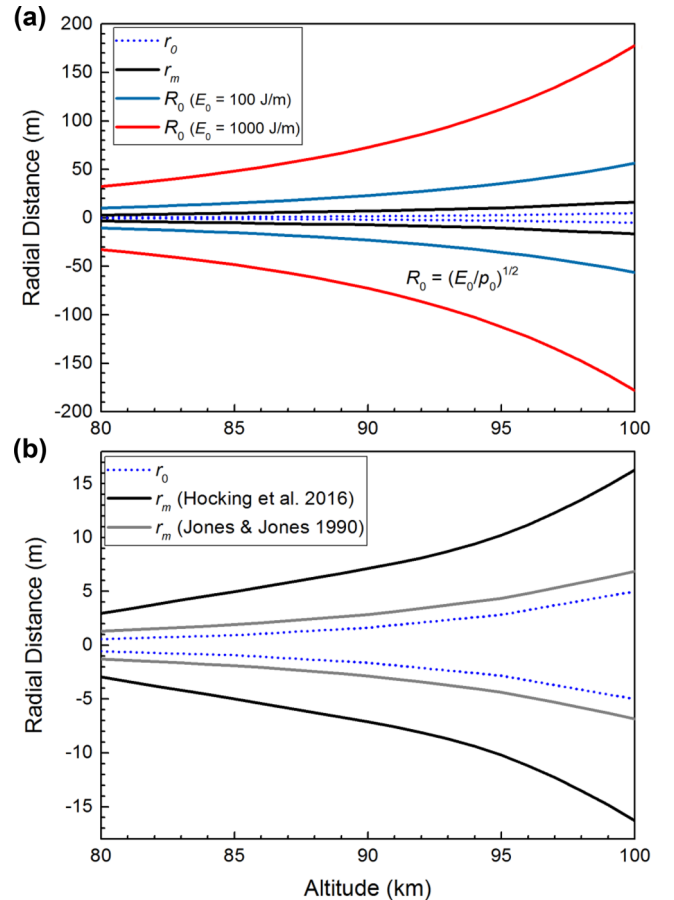 (a)
200
150
100
50
0
-50
-100
-150
-200
Radial Distance (m)
r0
rm
R0 (E0 = 100 J/m)
R0 (E0 = 1000 J/m)
R0 = (E0/p0)1/2
80
85
90
95
100
(b)
15
10
5
0
-5
-10
-15
Radial Distance (m)
r0
rm (Hocking et al. 2016)
rm (Jones & Jones 1990)
80
85
90
95
100
Altitude (km)